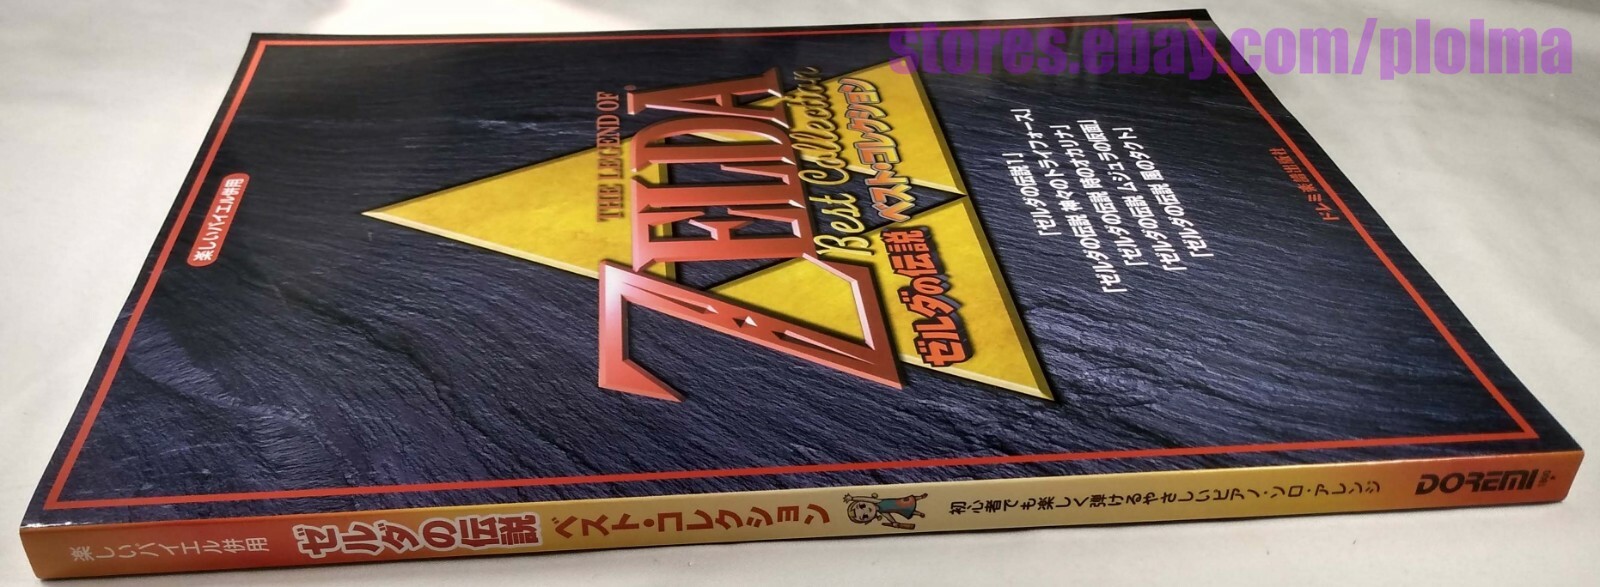 stores.ebay.com/plolma
楽しいバイエル併用
THE LEGEND OF
ZELDA
Best Collection
ゼルダの伝説 ベスト・コレクション
「ゼルダの伝説1」
「ゼルダの伝説 神々のトライフォース」
「ゼルダの伝説 時のオカリナ」
「ゼルダの伝説 ムジュラの仮面」
「ゼルダの伝説 風のタクト」
ドレミ楽譜出版社
楽しいバイエル併用 ゼルダの伝説 ベスト・コレクション 初心者でも楽しく弾けるやさしいピアノ・ソロ・アレンジ DOREMI